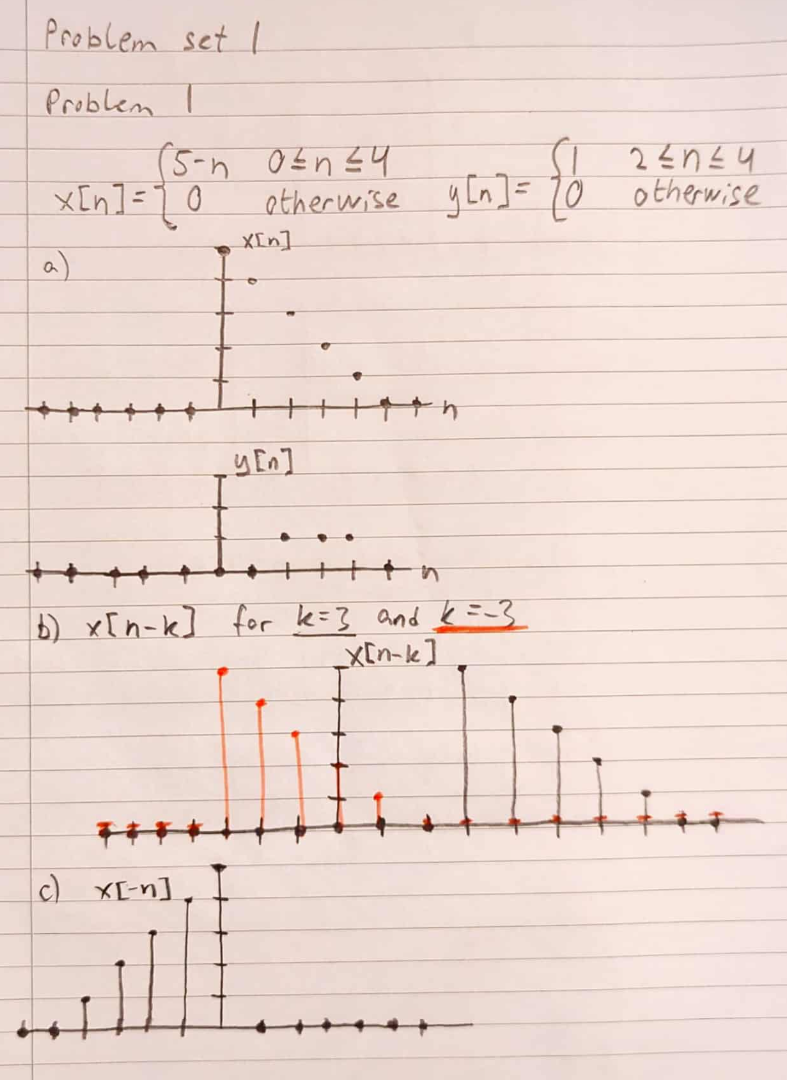 Problem set 1
Problem 1
x[n]={5-n 0≤n≤4
0 otherwise
y[n]={1 2≤n≤4
0 otherwise
a)
x[n]
n
y[n]
n
b) x[n-k] for k=3 and k=-3
x[n-k]
c) x[-n]